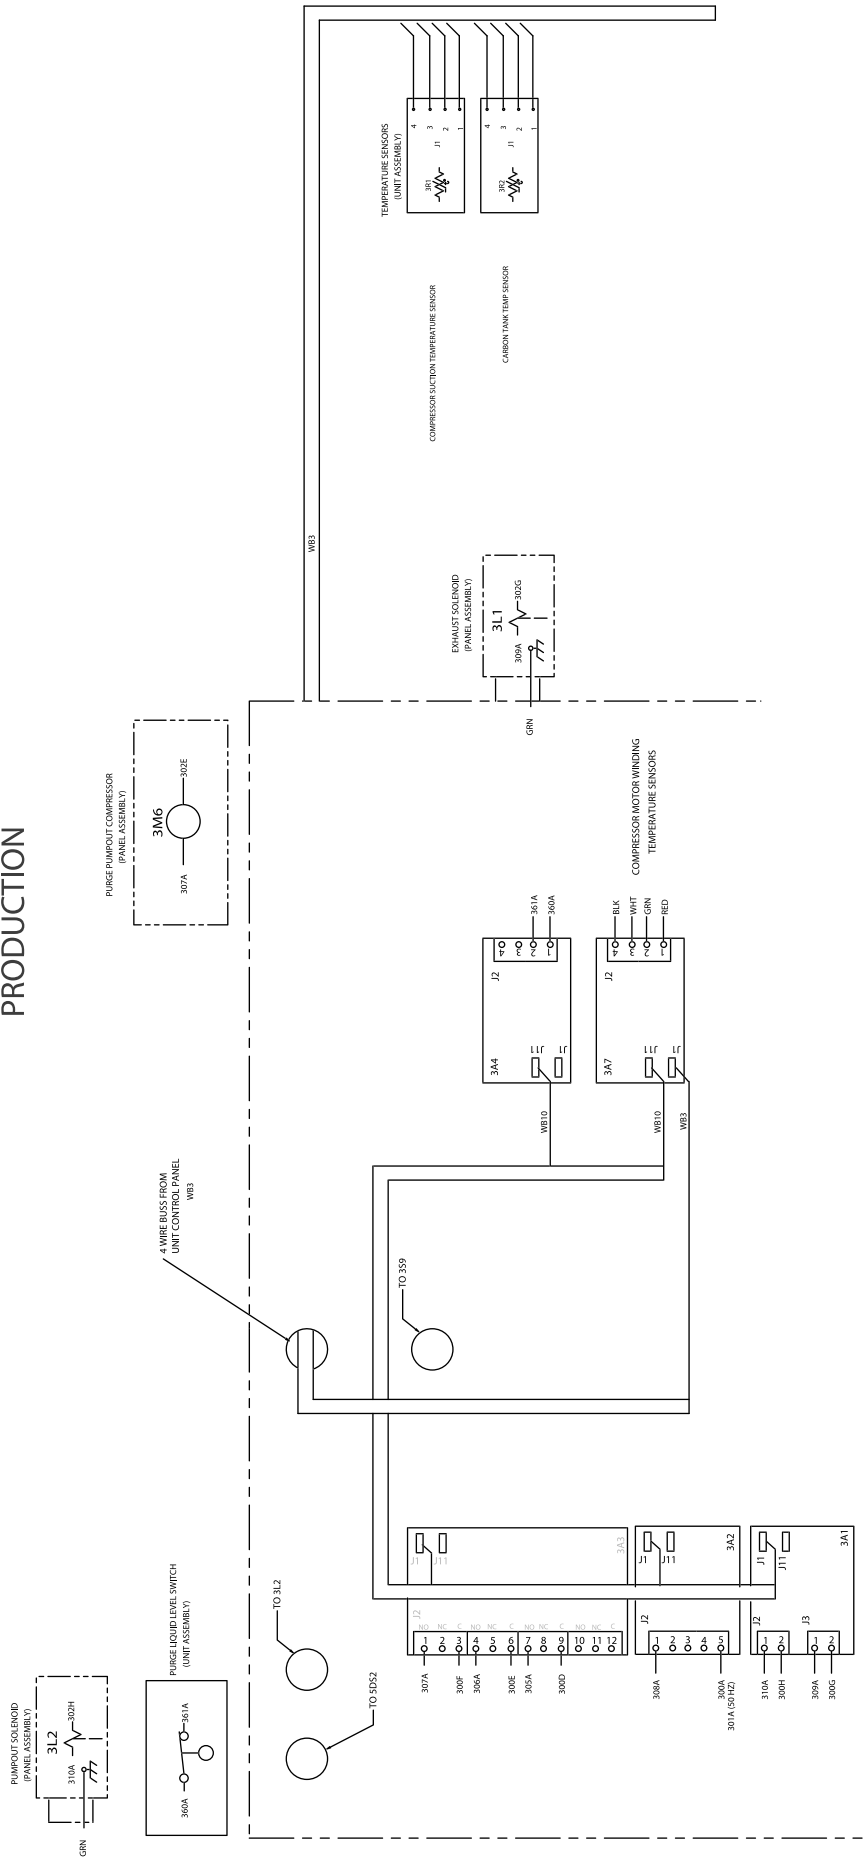 PRODUCTION
TEMPERATURE SENSORS
(UNIT ASSEMBLY)
4
3
2
1
J1
3R1
4
3
2
1
J1
3R2
COMPRESSOR SUCTION TEMPERATURE SENSOR
CARBON TANK TEMP SENSOR
WB3
EXHAUST SOLENOID
(PANEL ASSEMBLY)
3L1
302G
309A
GRN
PURGE PUMPOUT COMPRESSOR
(PANEL ASSEMBLY)
3M6
302E
307A
COMPRESSOR MOTOR WINDING
TEMPERATURE SENSORS
361A
360A
4
3
2
1
J2
3A4
J11
J1
BLK
WHT
GRN
RED
4
3
2
1
J2
3A7
J11
J1
WB10
WB10
WB3
4 WIRE BUSS FROM
UNIT CONTROL PANEL
WB3
TO 3S9
TO 3L2
TO 5DS2
PURGE LIQUID LEVEL SWITCH
(UNIT ASSEMBLY)
361A
360A
PUMPOUT SOLENOID
(PANEL ASSEMBLY)
3L2
302H
310A
GRN
J1
J11
3A3
J2
NO
NC
C
NO
NC
C
NO
NC
C
NO
NC
C
1
2
3
4
5
6
7
8
9
10
11
12
307A
300F
306A
300E
305A
300D
J1
J11
3A2
J2
1
2
3
4
5
308A
300A
301A (50 HZ)
J1
J11
3A1
J2
1
2
310A
300H
J3
1
2
309A
300G